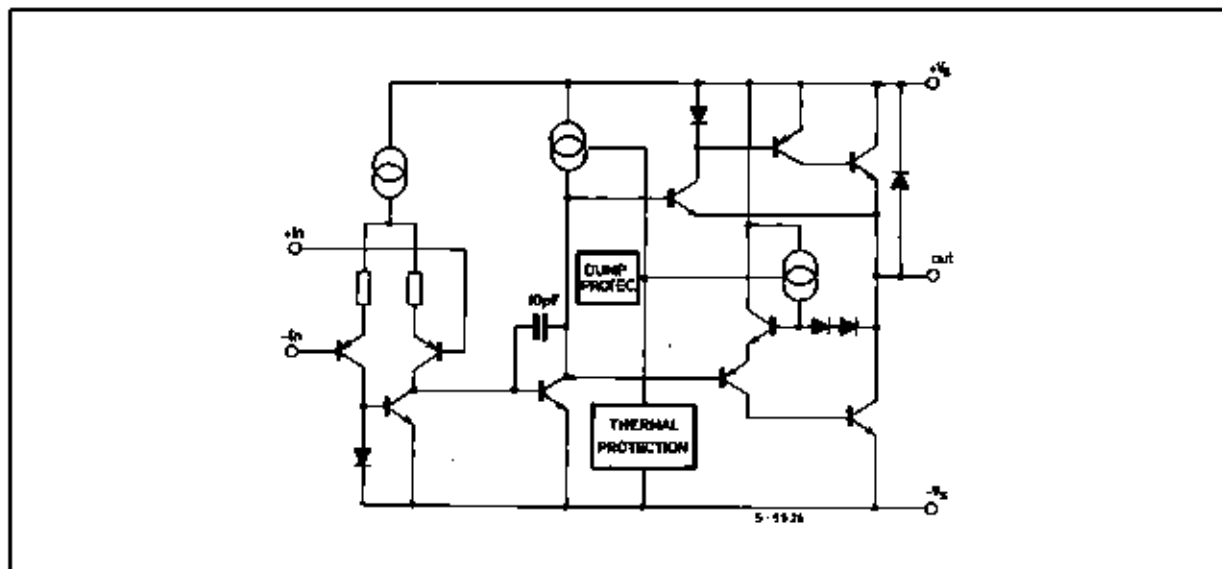 +Vs
+in
out
DUMP
PROTEC.
10pF
-in
THERMAL
PROTECTION
-Vs